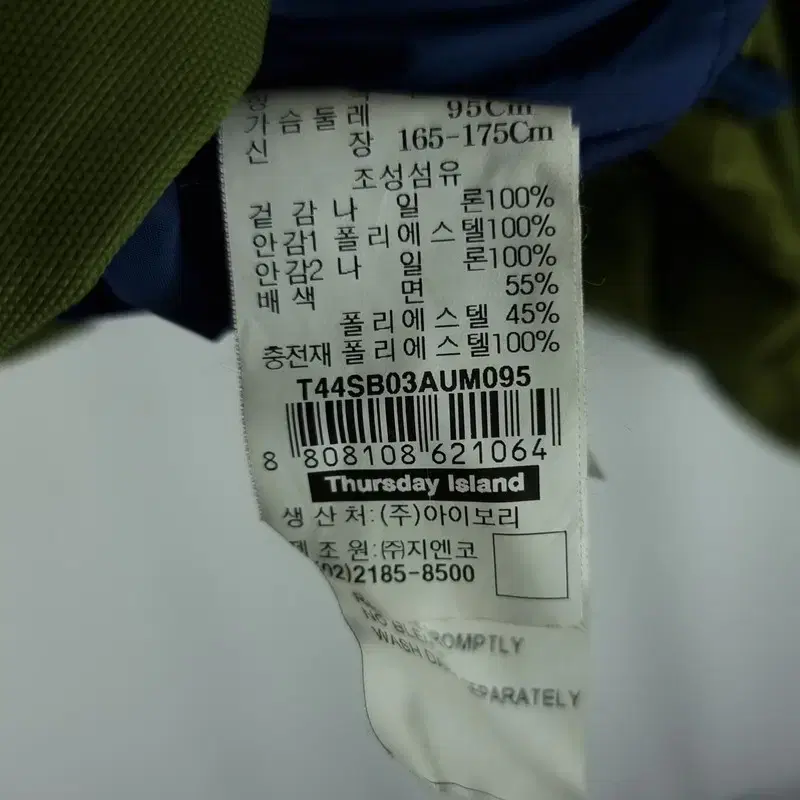 가슴둘레 95Cm
신 장 165-175Cm
조성섬유
겉감 나일론100%
안감1 폴리에스텔100%
안감2 나일론100%
배색 면 55%
폴리에스텔 45%
충전재 폴리에스텔100%
T44SB03AUM095
8 808108 621064
Thursday Island
생산처:(주)아이보리
조원:㈜지엔코
02)2185-8500
NO
PROMPTLY
WASH
SEPARATELY